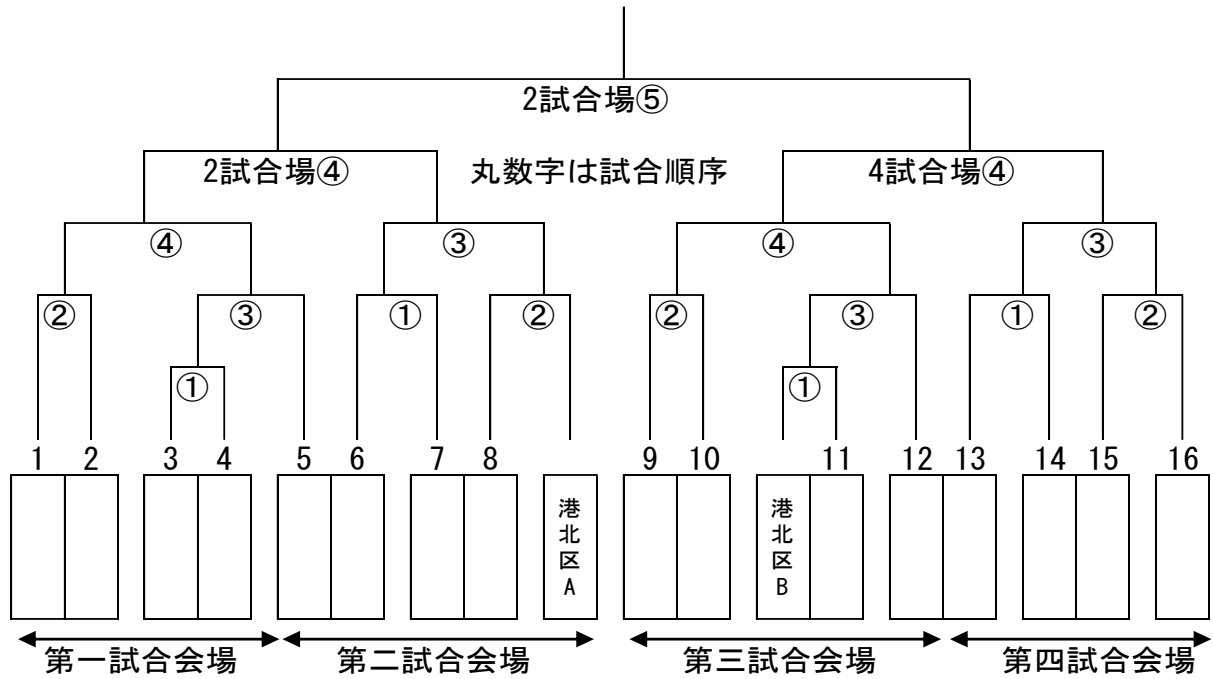 2試合場⑤
2試合場④ 丸数字は試合順序 4試合場④
④ ③ ④ ③
② ③ ① ② ② ③ ① ②
① ①
1 2 3 4 5 6 7 8 9 10 11 12 13 14 15 16
港北区A
港北区B
第一試合会場 第二試合会場 第三試合会場 第四試合会場